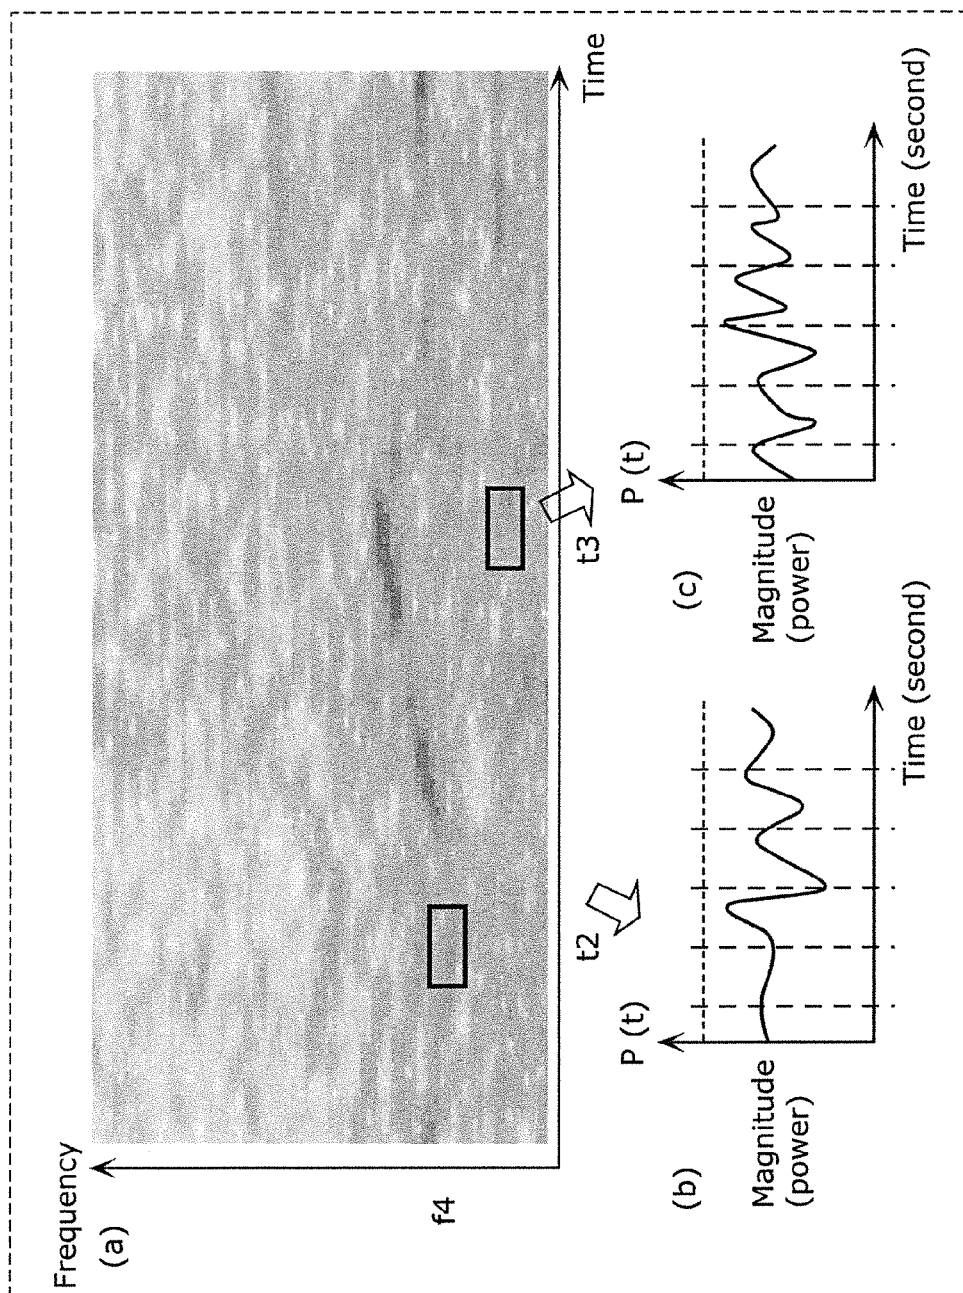 Frequency
(a)
f4
Time
t2
t3
(b)
P (t)
Magnitude
(power)
Time (second)
(c)
P (t)
Magnitude
(power)
Time (second)